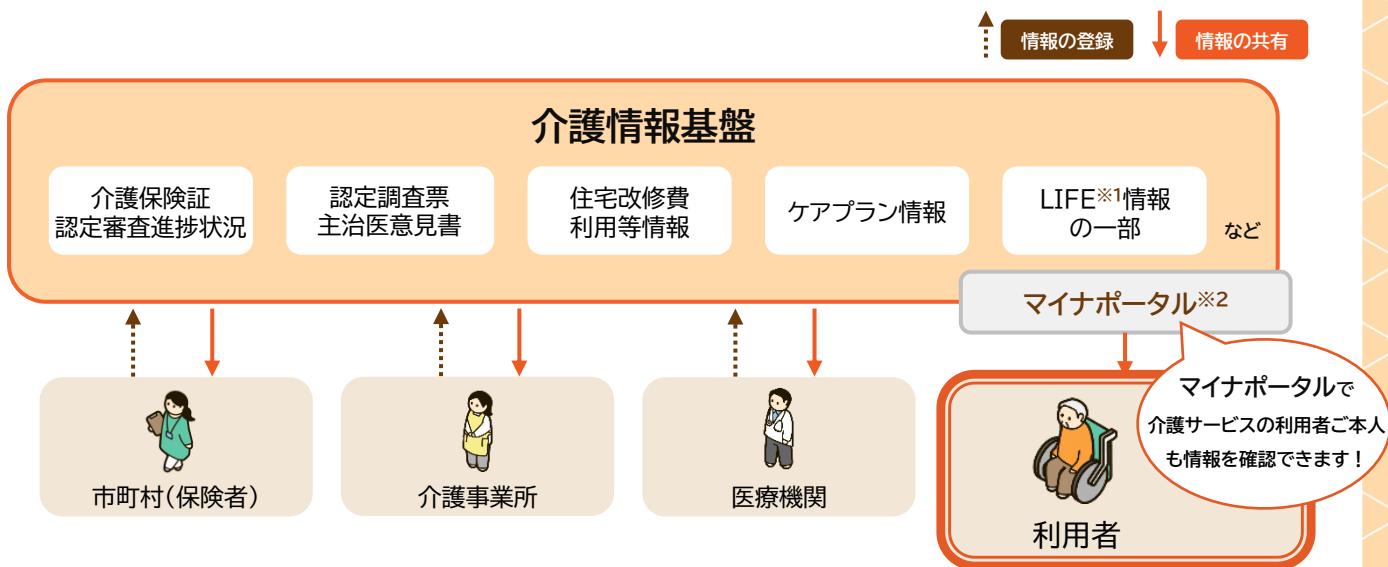 情報の登録
情報の共有
介護情報基盤
介護保険証
認定審査進捗状況
認定調査票
主治医意見書
住宅改修費
利用等情報
ケアプラン情報
LIFE※1情報
の一部
など
マイナポータル※2
マイナポータルで
介護サービスの利用者ご本人
も情報を確認できます！
市町村(保険者)
介護事業所
医療機関
利用者